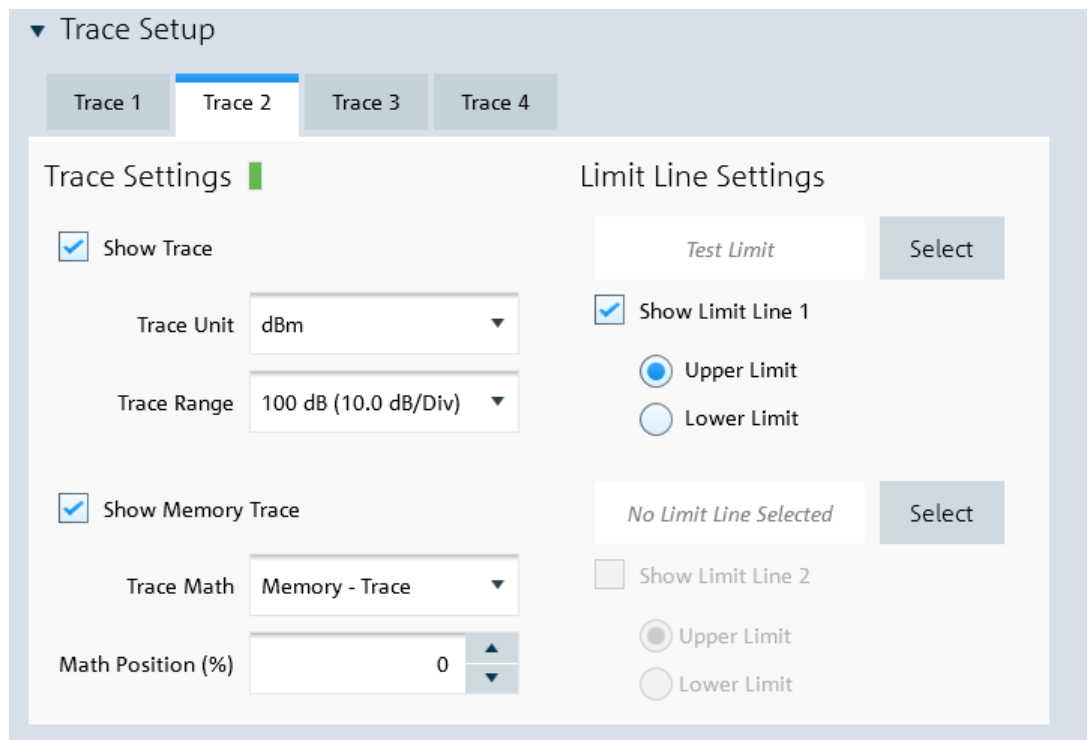 Trace Setup
Trace 1
Trace 2
Trace 3
Trace 4
Trace Settings
Show Trace
Trace Unit
dBm
Trace Range
100 dB (10.0 dB/Div)
Show Memory Trace
Trace Math
Memory - Trace
Math Position (%)
0
Limit Line Settings
Test Limit
Select
Show Limit Line 1
Upper Limit
Lower Limit
No Limit Line Selected
Select
Show Limit Line 2
Upper Limit
Lower Limit